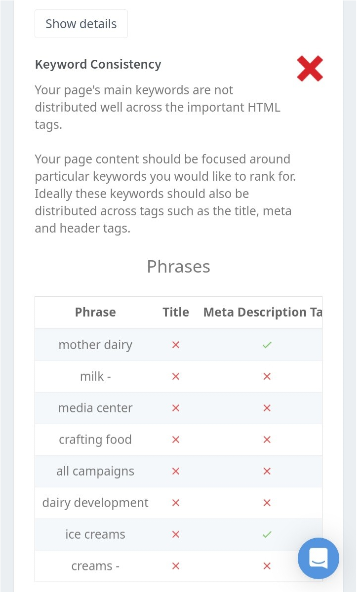 Show details
Keyword Consistency
Your page's main keywords are not
distributed well across the important HTML
tags.
Your page content should be focused around
particular keywords you would like to rank for.
Ideally these keywords should also be
distributed across tags such as the title, meta
and header tags.
Phrases
Phrase Title Meta Description Ta
mother dairy
milk -
media center
crafting food
all campaigns
dairy development
ice creams
creams -